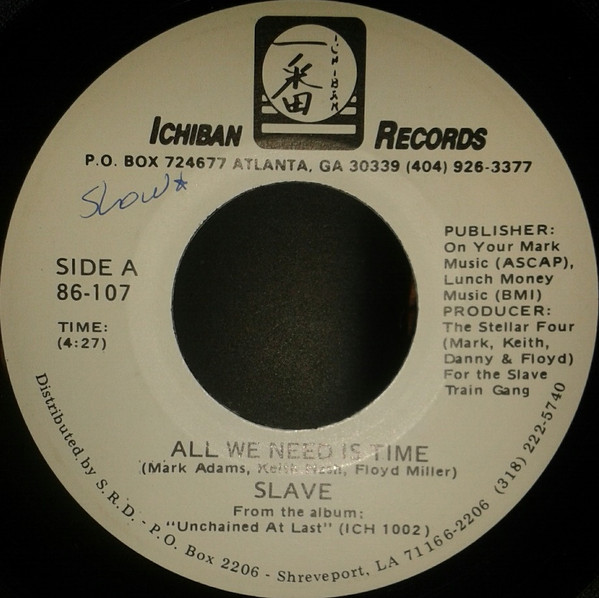 一番
ICHIBAN
ICHIBAN RECORDS
P.O. BOX 724677 ATLANTA, GA 30339 (404) 926-3377
Slow
SIDE A
86-107
TIME:
(4:27)
PUBLISHER:
On Your Mark
Music (ASCAP),
Lunch Money
Music (BMI)
PRODUCER:
The Stellar Four
(Mark, Keith,
Danny & Floyd)
For the Slave
Train Gang
ALL WE NEED IS TIME
(Mark Adams, Keith Nash, Floyd Miller)
SLAVE
From the album:
"Unchained At Last" (ICH 1002)
Distributed by S.R.D. - P.O. Box 2206 - Shreveport, LA 71166-2206 (318) 222-5740